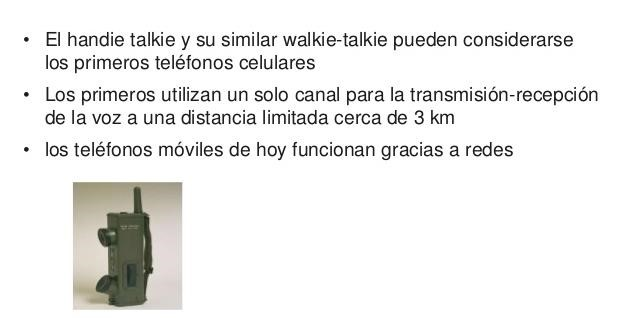 • El handie talkie y su similar walkie-talkie pueden considerarse
los primeros teléfonos celulares
• Los primeros utilizan un solo canal para la transmisión-recepción
de la voz a una distancia limitada cerca de 3 km
• los teléfonos móviles de hoy funcionan gracias a redes